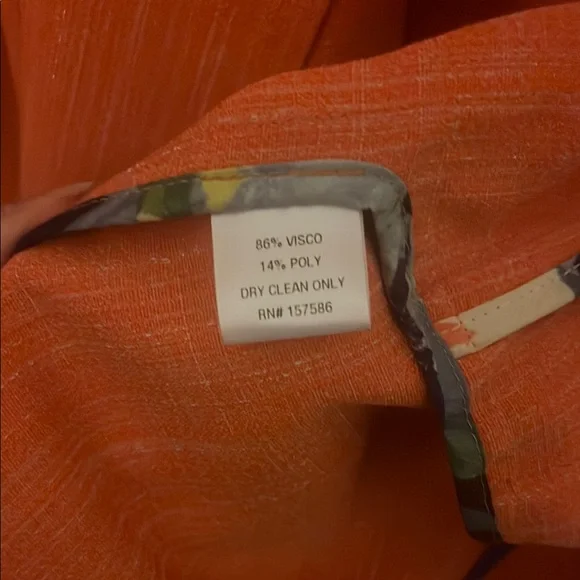 86% VISCO
14% POLY
DRY CLEAN ONLY
RN# 157586